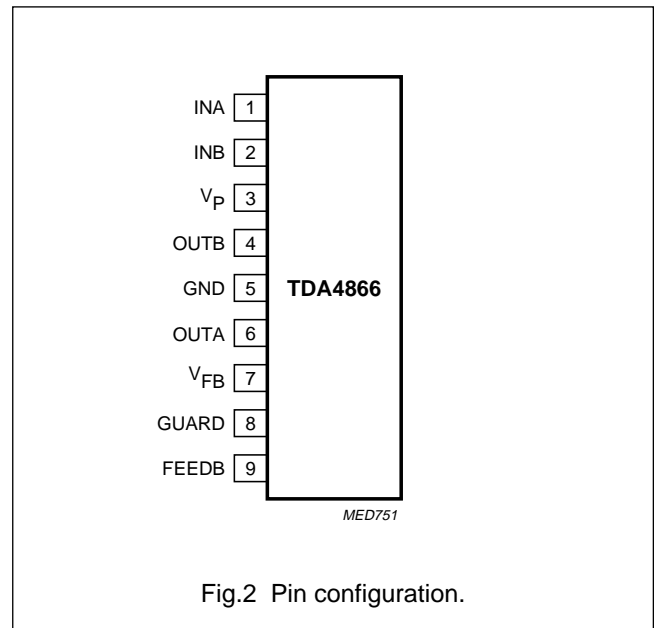 INA 1
INB 2
VP 3
OUTB 4
GND 5
TDA4866
OUTA 6
VFB 7
GUARD 8
FEEDB 9
MED751
Fig.2 Pin configuration.